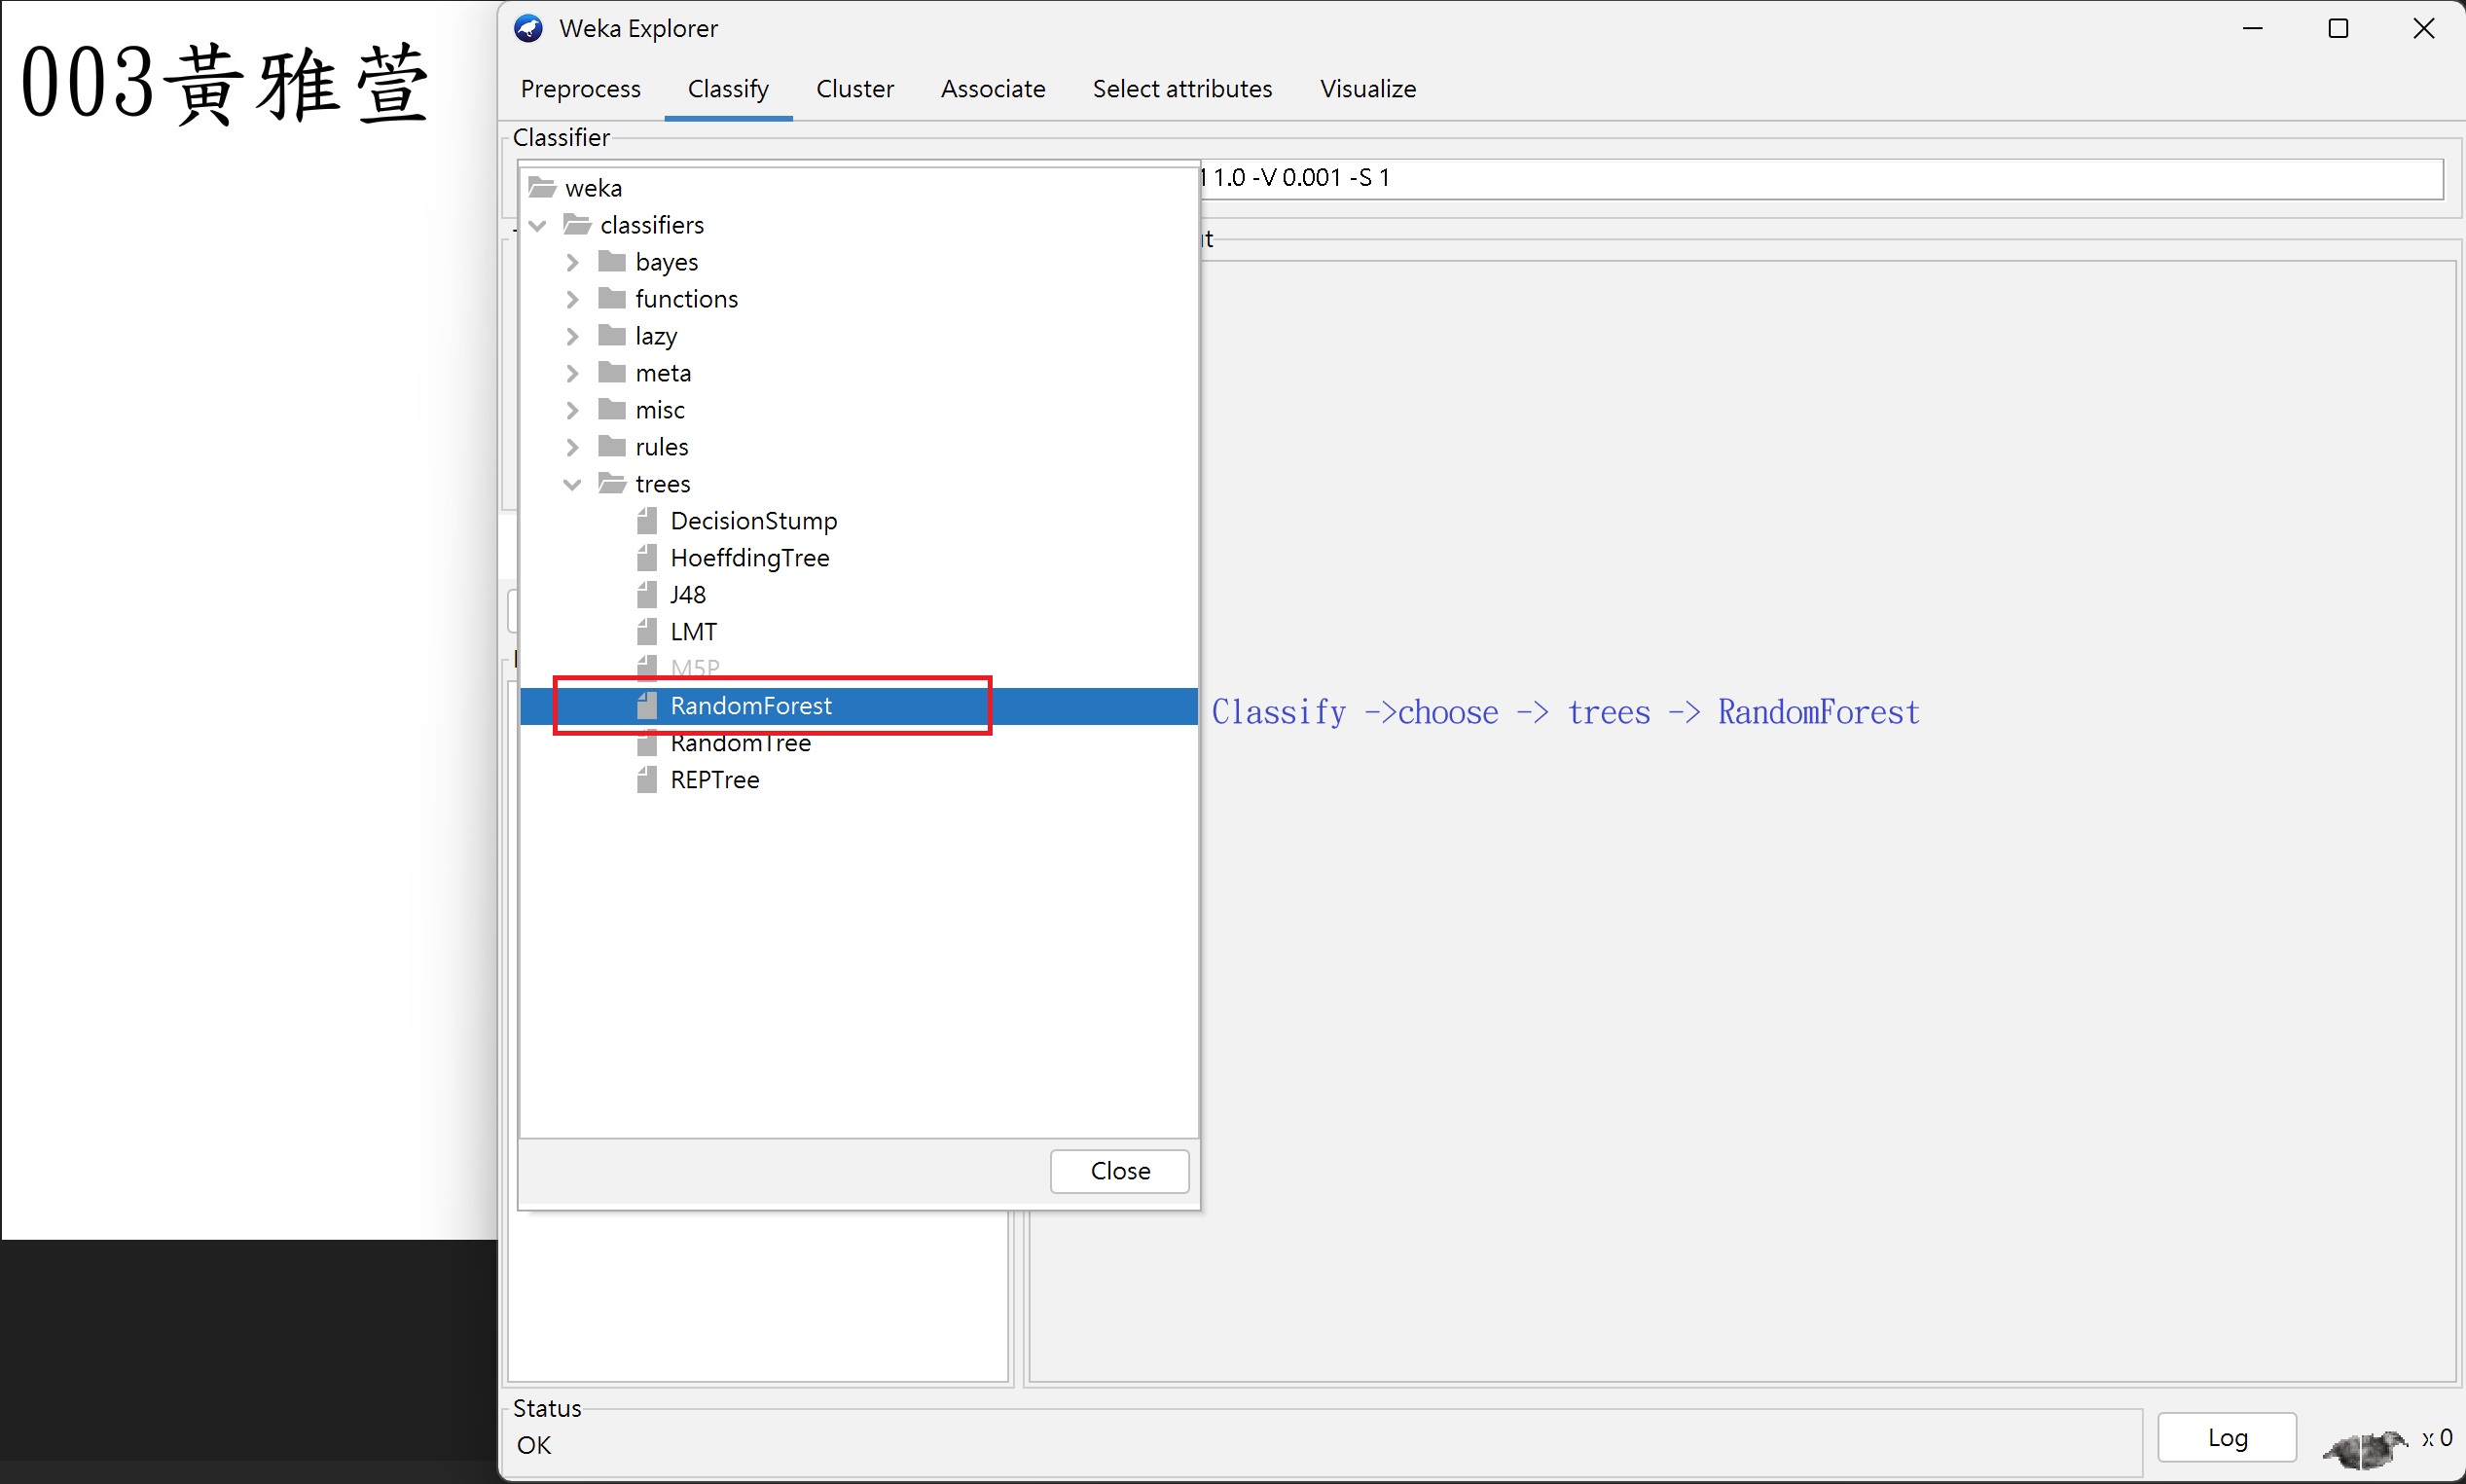 003黃雅萱
Weka Explorer
Preprocess Classify Cluster Associate Select attributes Visualize
Classifier
1.0 -V 0.001 -S 1
weka
classifiers
bayes
functions
lazy
meta
misc
rules
trees
DecisionStump
HoeffdingTree
J48
LMT
M5P
RandomForest
Classify ->choose -> trees -> RandomForest
RandomTree
REPTree
Close
Status
OK
Log
x 0